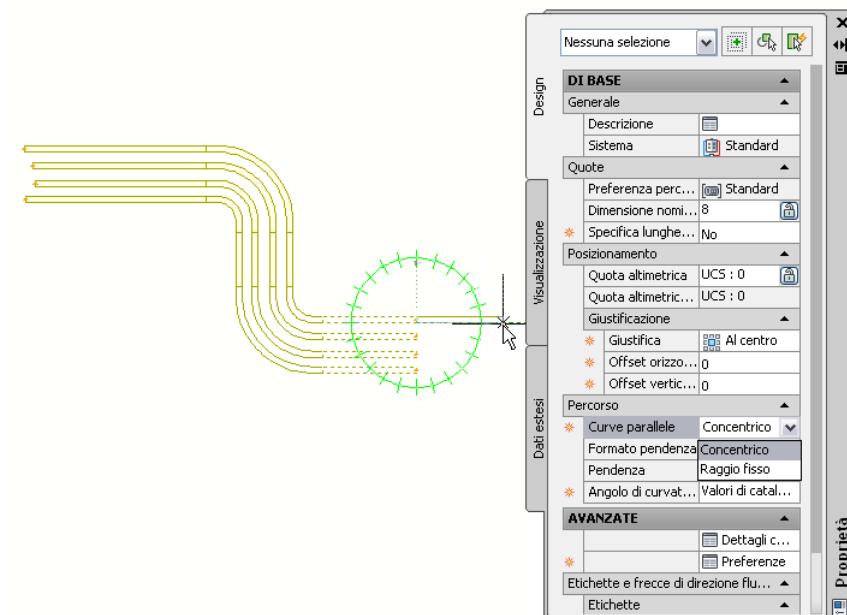 Nessuna selezione
Design
DI BASE
Generale
Descrizione
Sistema Standard
Quote
Preferenza perc... Standard
Dimensione nomi... 8
Specifica lunghe... No
Visualizzazione
Posizionamento
Quota altimetrica UCS : 0
Quota altimetric... UCS : 0
Giustificazione
Giustifica Al centro
Offset orizzo... 0
Offset vertic... 0
Dati estesi
Percorso
Curve parallele Concentrico
Formato pendenza Concentrico
Pendenza Raggio fisso
Angolo di curvat... Valori di catal...
AVANZATE
Dettagli c...
Preferenze
Etichette e frecce di direzione flu...
Etichette
Proprietà